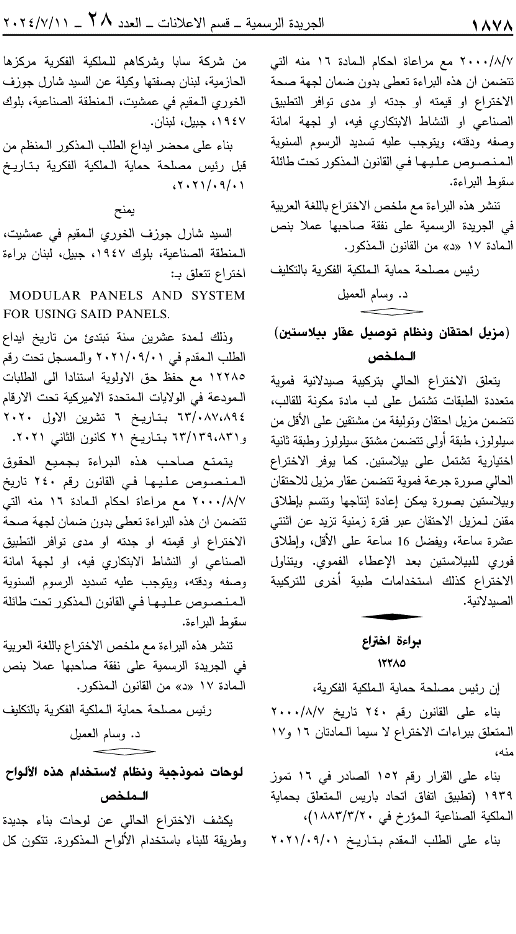 ١٨٧٨
الجريدة الرسمية ـ قسم الاعلانات ـ العدد ٢٨ ـ ٢٠٢٤/٧/١١
٢٠٠٠/٨/٧ مع مراعاة احكام المادة ١٦ منه التي
تتضمن ان هذه البراءة تعطى بدون ضمان لجهة صحة
الاختراع او قيمته او جدته او مدى توافر التطبيق
الصناعي او النشاط الابتكاري فيه، او لجهة امانة
وصفه ودقته، ويتوجب عليه تسديد الرسوم السنوية
المنصوص عليها في القانون المذكور تحت طائلة
سقوط البراءة.
تنشر هذه البراءة مع ملخص الاختراع باللغة العربية
في الجريدة الرسمية على نفقة صاحبها عملا بنص
المادة ١٧ «د» من القانون المذكور.
رئيس مصلحة حماية الملكية الفكرية بالتكليف
د. وسام العميل
(مزيل احتقان ونظام توصيل عقار بيلاستين)
الملخص
يتعلق الاختراع الحالي بتركيبة صيدلانية فموية
متعددة الطبقات تشتمل على لب مادة مكونة للقالب،
تتضمن مزيل احتقان وتوليفة من مشتقين على الأقل من
سيلولوز، طبقة أولى تتضمن مشتق سيلولوز وطبقة ثانية
اختيارية تشتمل على بيلاستين. كما يوفر الاختراع
الحالي صورة جرعة فموية تتضمن عقار مزيل للاحتقان
وبيلاستين بصورة يمكن إعادة إنتاجها وتتسم بإطلاق
مقنن لمزيل الاحتقان عبر فترة زمنية تزيد عن اثنتي
عشرة ساعة، ويفضل 16 ساعة على الأقل، وإطلاق
فوري للبيلاستين بعد الإعطاء الفموي. ويتناول
الاختراع كذلك استخدامات طبية أخرى للتركيبة
الصيدلانية.
براءة اختراع
١٢٢٨٥
إن رئيس مصلحة حماية الملكية الفكرية،
بناء على القانون رقم ٢٤٠ تاريخ ٢٠٠٠/٨/٧
المتعلق ببراءات الاختراع لا سيما المادتان ١٦ و١٧
منه،
بناء على القرار رقم ١٥٢ الصادر في ١٦ تموز
١٩٣٩ (تطبيق اتفاق اتحاد باريس المتعلق بحماية
الملكية الصناعية المؤرخ في ١٨٨٣/٣/٢٠)،
بناء على الطلب المقدم بتاريخ ٢٠٢١/٠٩/٠١
من شركة سابا وشركاهم للملكية الفكرية مركزها
الحازمية، لبنان بصفتها وكيلة عن السيد شارل جوزف
الخوري المقيم في عمشيت، المنطقة الصناعية، بلوك
١٩٤٧، جبيل، لبنان.
بناء على محضر ايداع الطلب المذكور المنظم من
قبل رئيس مصلحة حماية الملكية الفكرية بتاريخ
٢٠٢١/٠٩/٠١،
يمنح
السيد شارل جوزف الخوري المقيم في عمشيت،
المنطقة الصناعية، بلوك ١٩٤٧، جبيل، لبنان براءة
اختراع تتعلق بـ:
MODULAR PANELS AND SYSTEM
FOR USING SAID PANELS.
وذلك لمدة عشرين سنة تبتدئ من تاريخ ايداع
الطلب المقدم في ٢٠٢١/٠٩/٠١ والمسجل تحت رقم
١٢٢٨٥ مع حفظ حق الاولوية استنادا الى الطلبات
المودعة في الولايات المتحدة الاميركية تحت الارقام
٦٣/٠٨٧،٨٩٤ بتاريخ ٦ تشرين الاول ٢٠٢٠
و٦٣/١٣٩،٨٣١ بتاريخ ٢١ كانون الثاني ٢٠٢١.
يتمتع صاحب هذه البراءة بجميع الحقوق
المنصوص عليها في القانون رقم ٢٤٠ تاريخ
٢٠٠٠/٨/٧ مع مراعاة احكام المادة ١٦ منه التي
تتضمن ان هذه البراءة تعطى بدون ضمان لجهة صحة
الاختراع او قيمته او جدته او مدى توافر التطبيق
الصناعي او النشاط الابتكاري فيه، او لجهة امانة
وصفه ودقته، ويتوجب عليه تسديد الرسوم السنوية
المنصوص عليها في القانون المذكور تحت طائلة
سقوط البراءة.
تنشر هذه البراءة مع ملخص الاختراع باللغة العربية
في الجريدة الرسمية على نفقة صاحبها عملا بنص
المادة ١٧ «د» من القانون المذكور.
رئيس مصلحة حماية الملكية الفكرية بالتكليف
د. وسام العميل
لوحات نموذجية ونظام لاستخدام هذه الألواح
الملخص
يكشف الاختراع الحالي عن لوحات بناء جديدة
وطريقة للبناء باستخدام الألواح المذكورة. تتكون كل